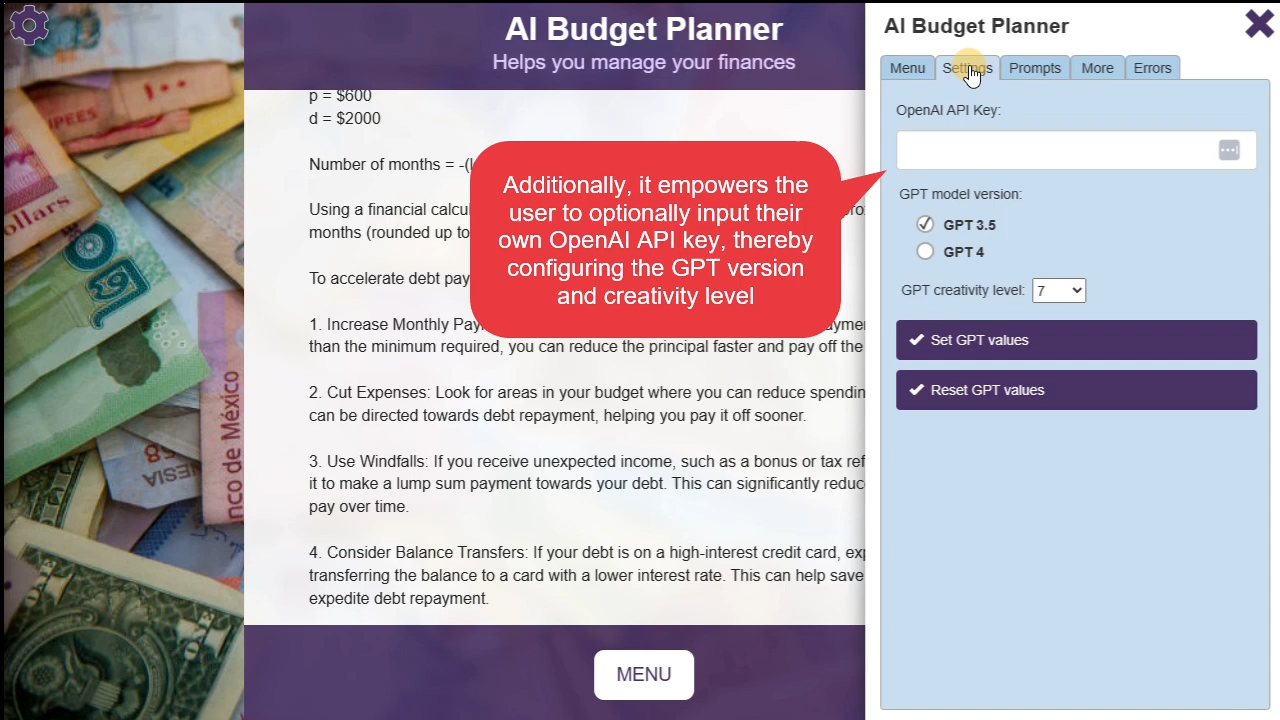 AI Budget Planner
Helps you manage your finances
p = $600
d = $2000
Number of months = -(
Using a financial calcu
months (rounded up to
To accelerate debt pay
1. Increase Monthly Pay
than the minimum required, you can reduce the principal faster and pay off the
2. Cut Expenses: Look for areas in your budget where you can reduce spendin
can be directed towards debt repayment, helping you pay it off sooner.
3. Use Windfalls: If you receive unexpected income, such as a bonus or tax ref
it to make a lump sum payment towards your debt. This can significantly reduc
pay over time.
4. Consider Balance Transfers: If your debt is on a high-interest credit card, exp
transferring the balance to a card with a lower interest rate. This can help save
expedite debt repayment.
MENU
Additionally, it empowers the
user to optionally input their
own OpenAI API key, thereby
configuring the GPT version
and creativity level
AI Budget Planner
Menu Settings Prompts More Errors
OpenAI API Key:
GPT model version:
GPT 3.5
GPT 4
GPT creativity level: 7
Set GPT values
Reset GPT values
RUPEES
ollars
nco de México